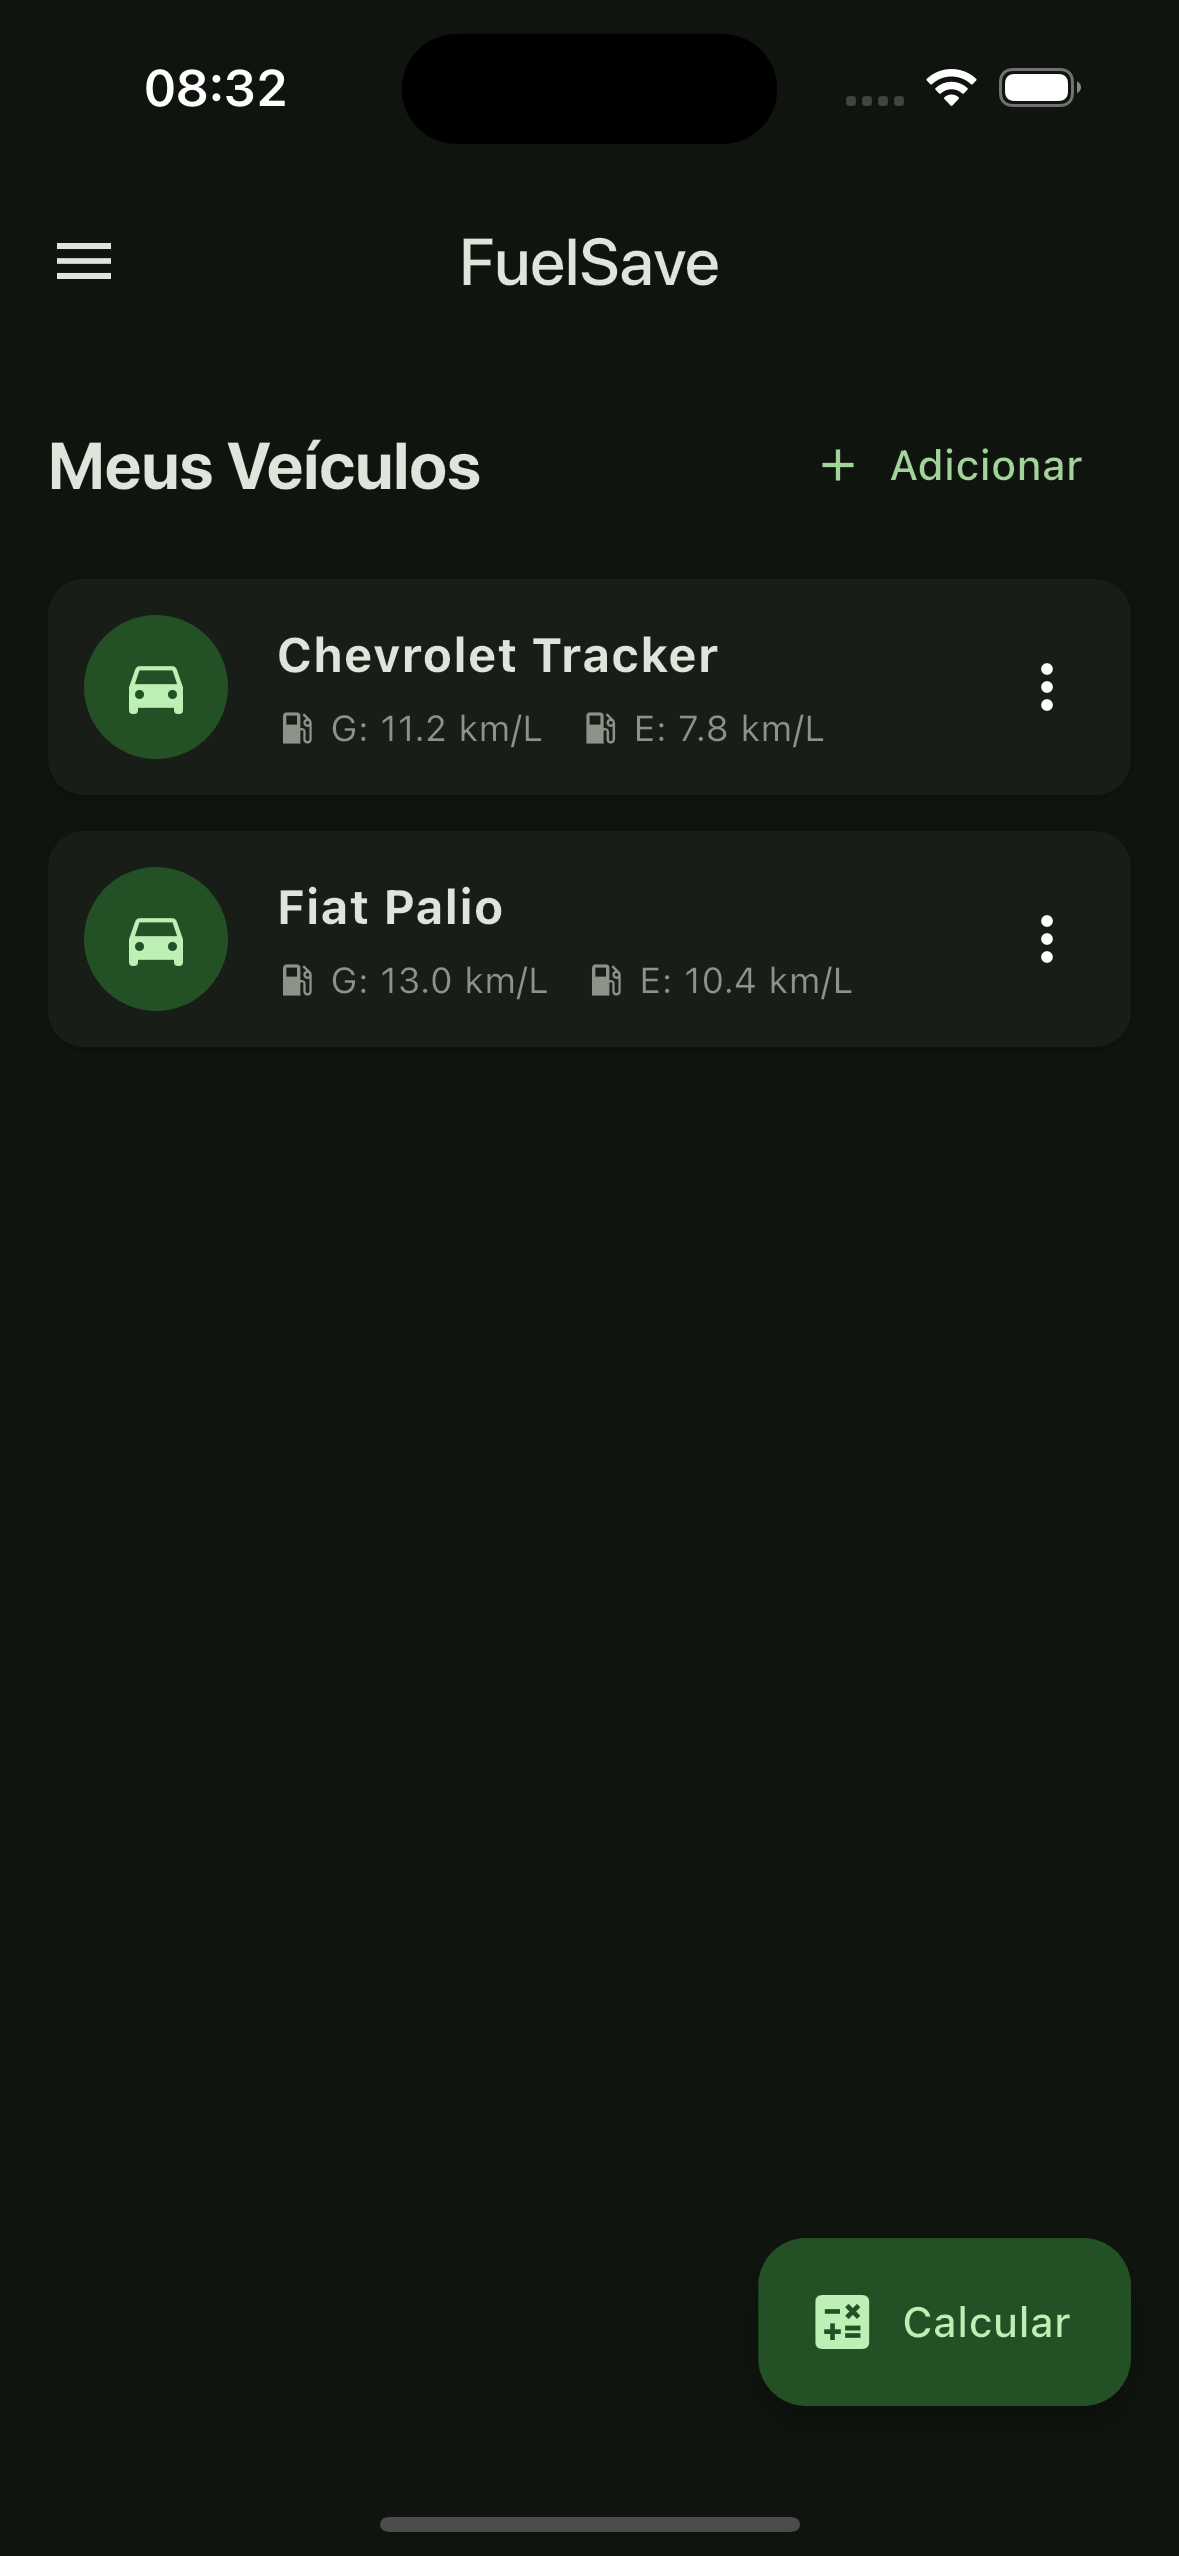 08:32
FuelSave
Meus Veículos
+ Adicionar
Chevrolet Tracker
G: 11.2 km/L E: 7.8 km/L
Fiat Palio
G: 13.0 km/L E: 10.4 km/L
Calcular